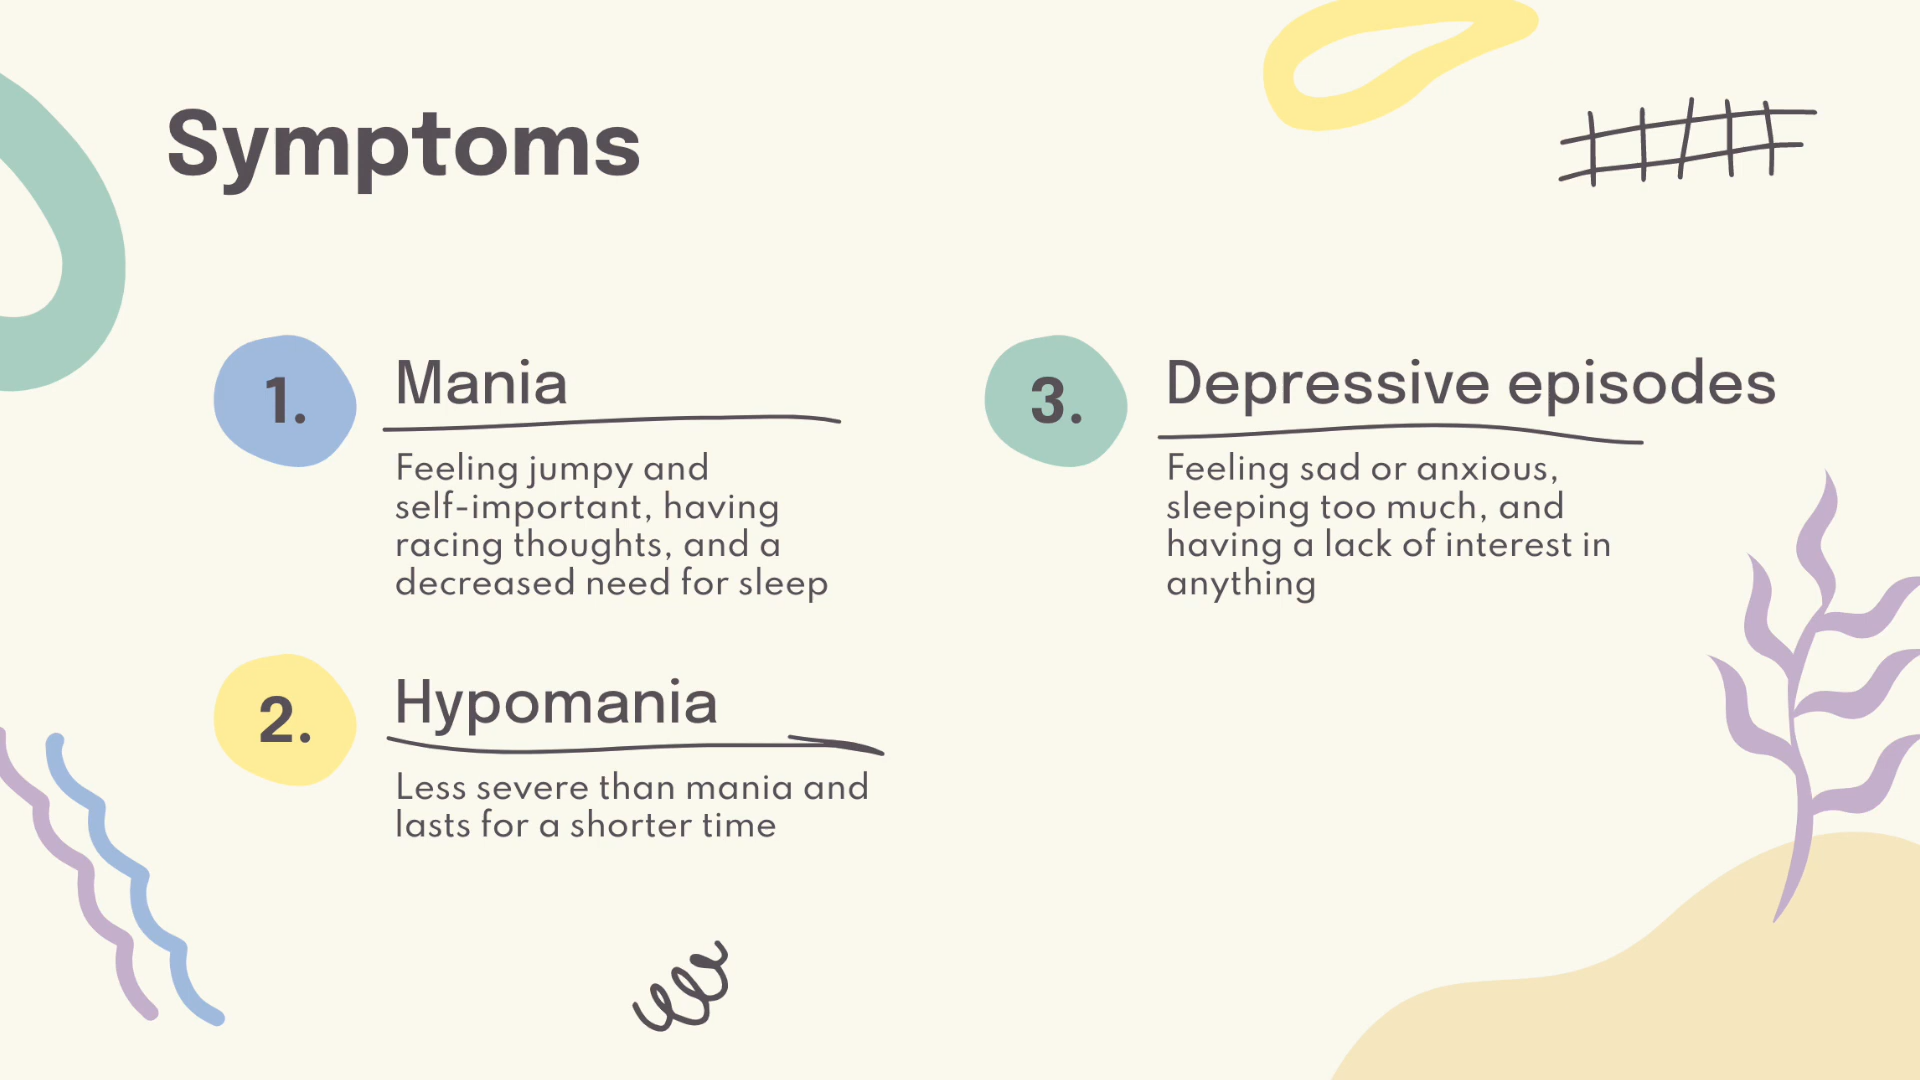 Symptoms
1.
Mania
Feeling jumpy and
self-important, having
racing thoughts, and a
decreased need for sleep
2.
Hypomania
Less severe than mania and
lasts for a shorter time
3.
Depressive episodes
Feeling sad or anxious,
sleeping too much, and
having a lack of interest in
anything